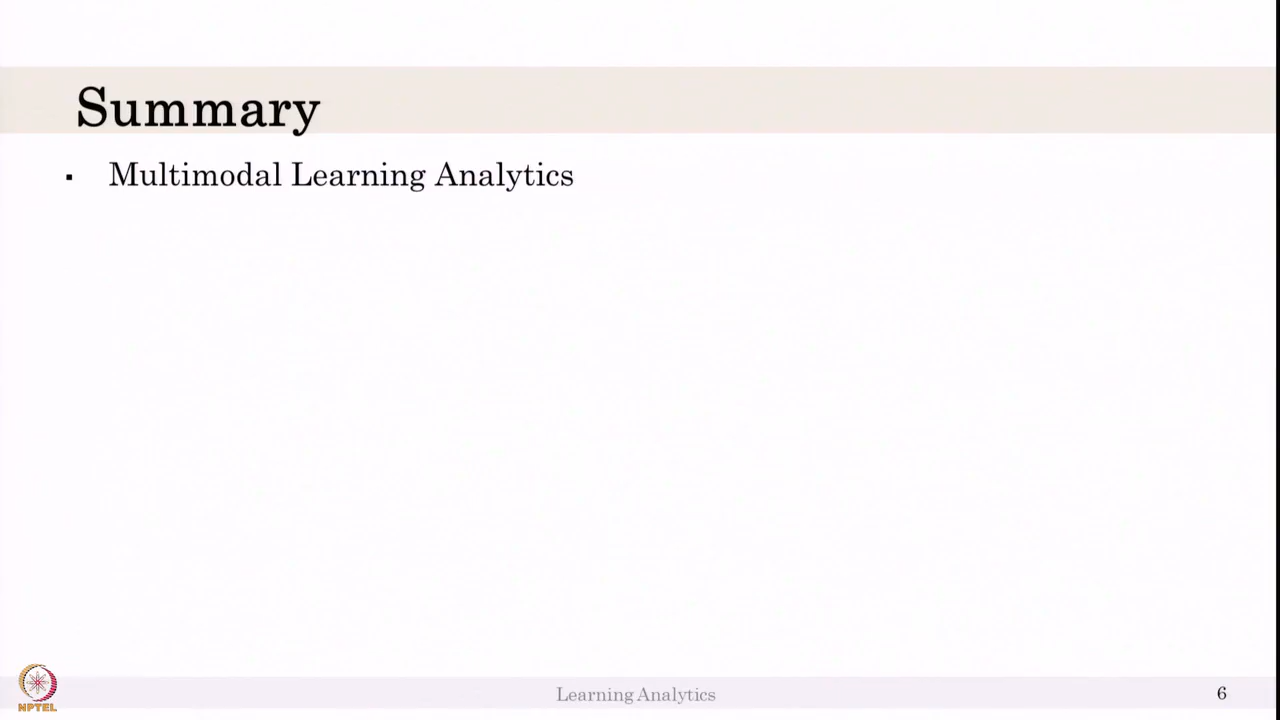 Summary
▪ Multimodal Learning Analytics
NPTEL
Learning Analytics
6